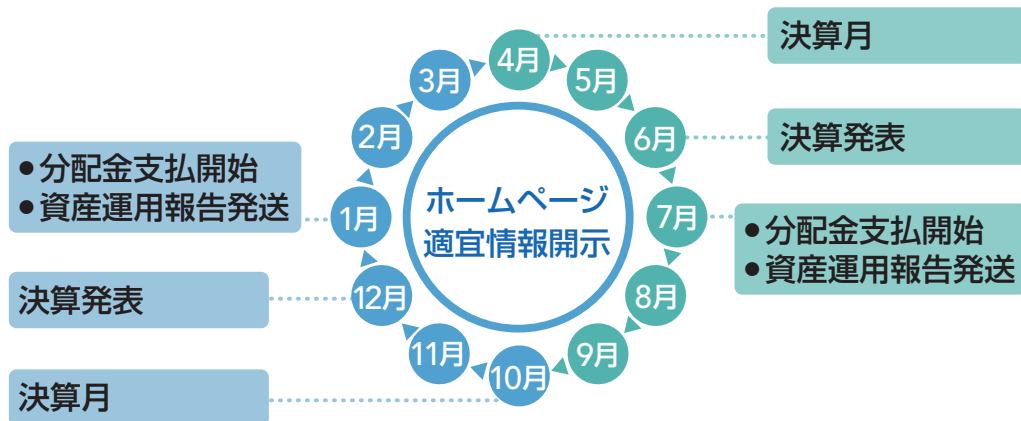 4月
決算月
5月
6月
決算発表
7月
● 分配金支払開始
● 資産運用報告発送
8月
9月
10月
決算月
11月
12月
決算発表
1月
● 分配金支払開始
● 資産運用報告発送
2月
3月
ホームページ
適宜情報開示